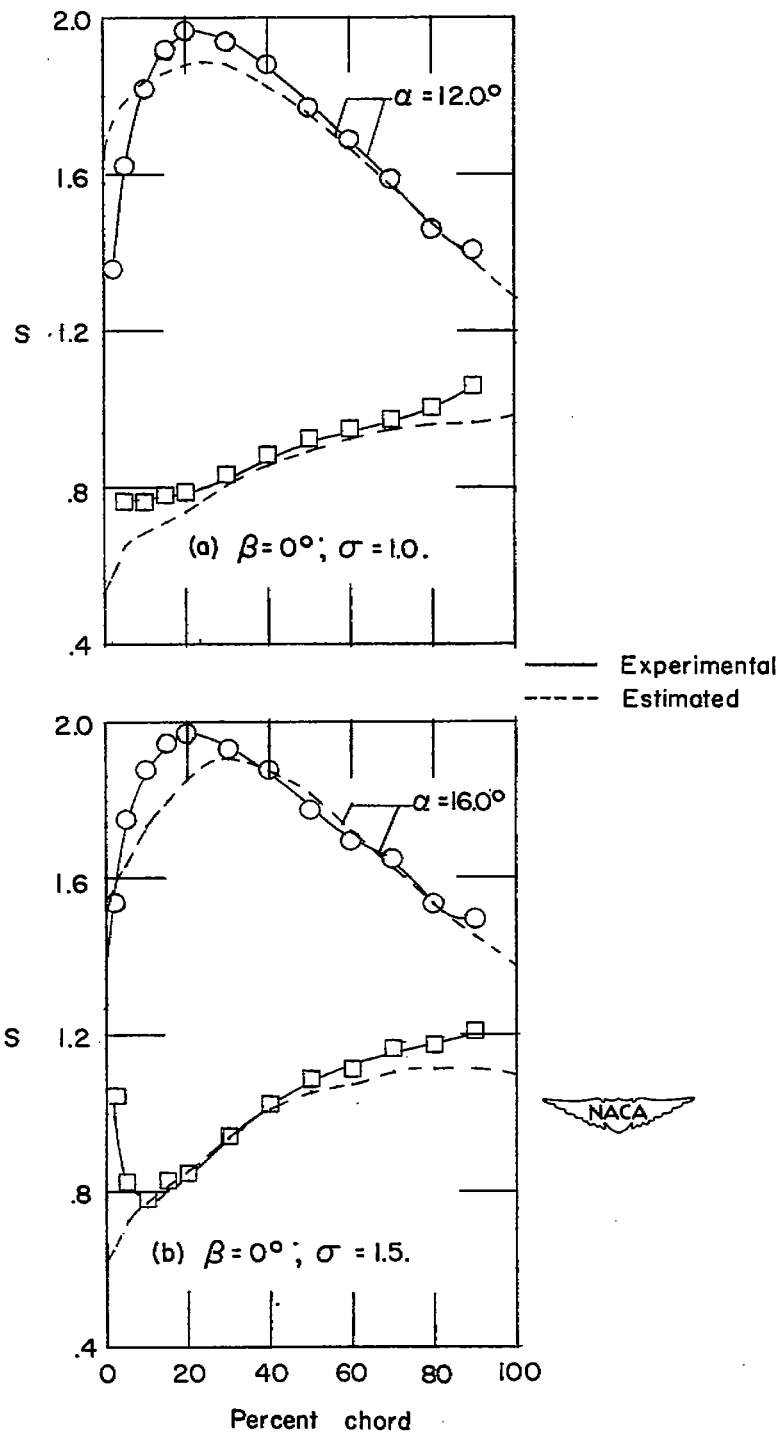 2.0
α = 12.0°
1.6
S 1.2
.8
(a) β = 0°; σ = 1.0.
.4
Experimental
Estimated
2.0
α = 16.0°
1.6
S 1.2
NACA
.8
(b) β = 0°; σ = 1.5.
.4
0 20 40 60 80 100
Percent chord